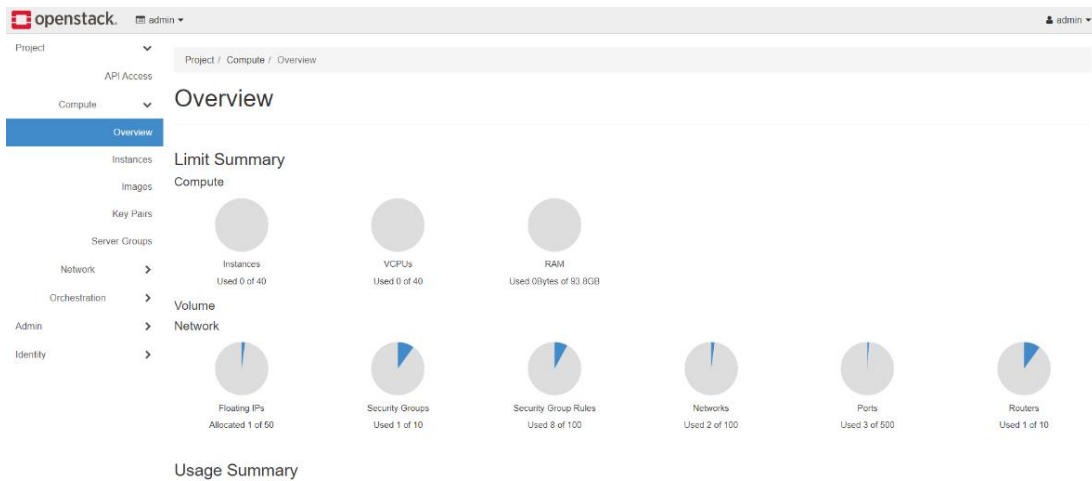 openstack. admin admin
Project
API Access
Compute
Overview
Instances
Images
Key Pairs
Server Groups
Network
Orchestration
Admin
Identity
Project / Compute / Overview
Overview
Limit Summary
Compute
Instances
Used 0 of 40
VCPUs
Used 0 of 40
RAM
Used 0Bytes of 93.8GB
Volume
Network
Floating IPs
Allocated 1 of 50
Security Groups
Used 1 of 10
Security Group Rules
Used 8 of 100
Networks
Used 2 of 100
Ports
Used 3 of 500
Routers
Used 1 of 10
Usage Summary